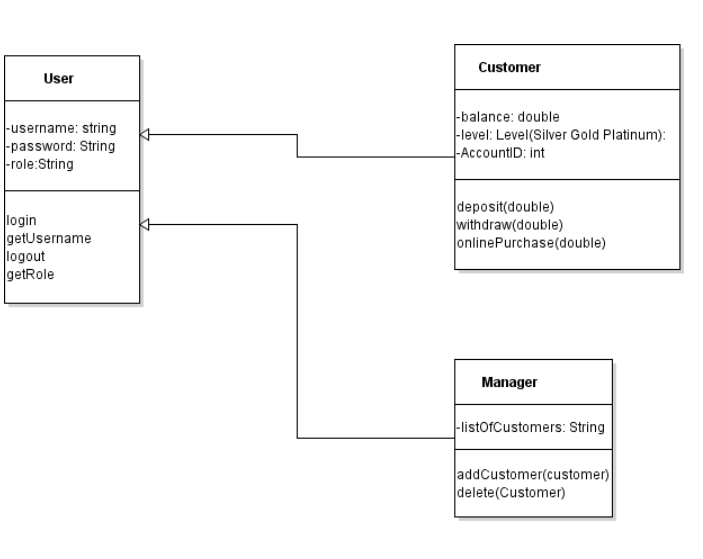 User
-username: string
-password: String
-role:String
login
getUsername
logout
getRole
Customer
-balance: double
-level: Level(Silver Gold Platinum):
-AccountID: int
deposit(double)
withdraw(double)
onlinePurchase(double)
Manager
-listOfCustomers: String
addCustomer(customer)
delete(Customer)